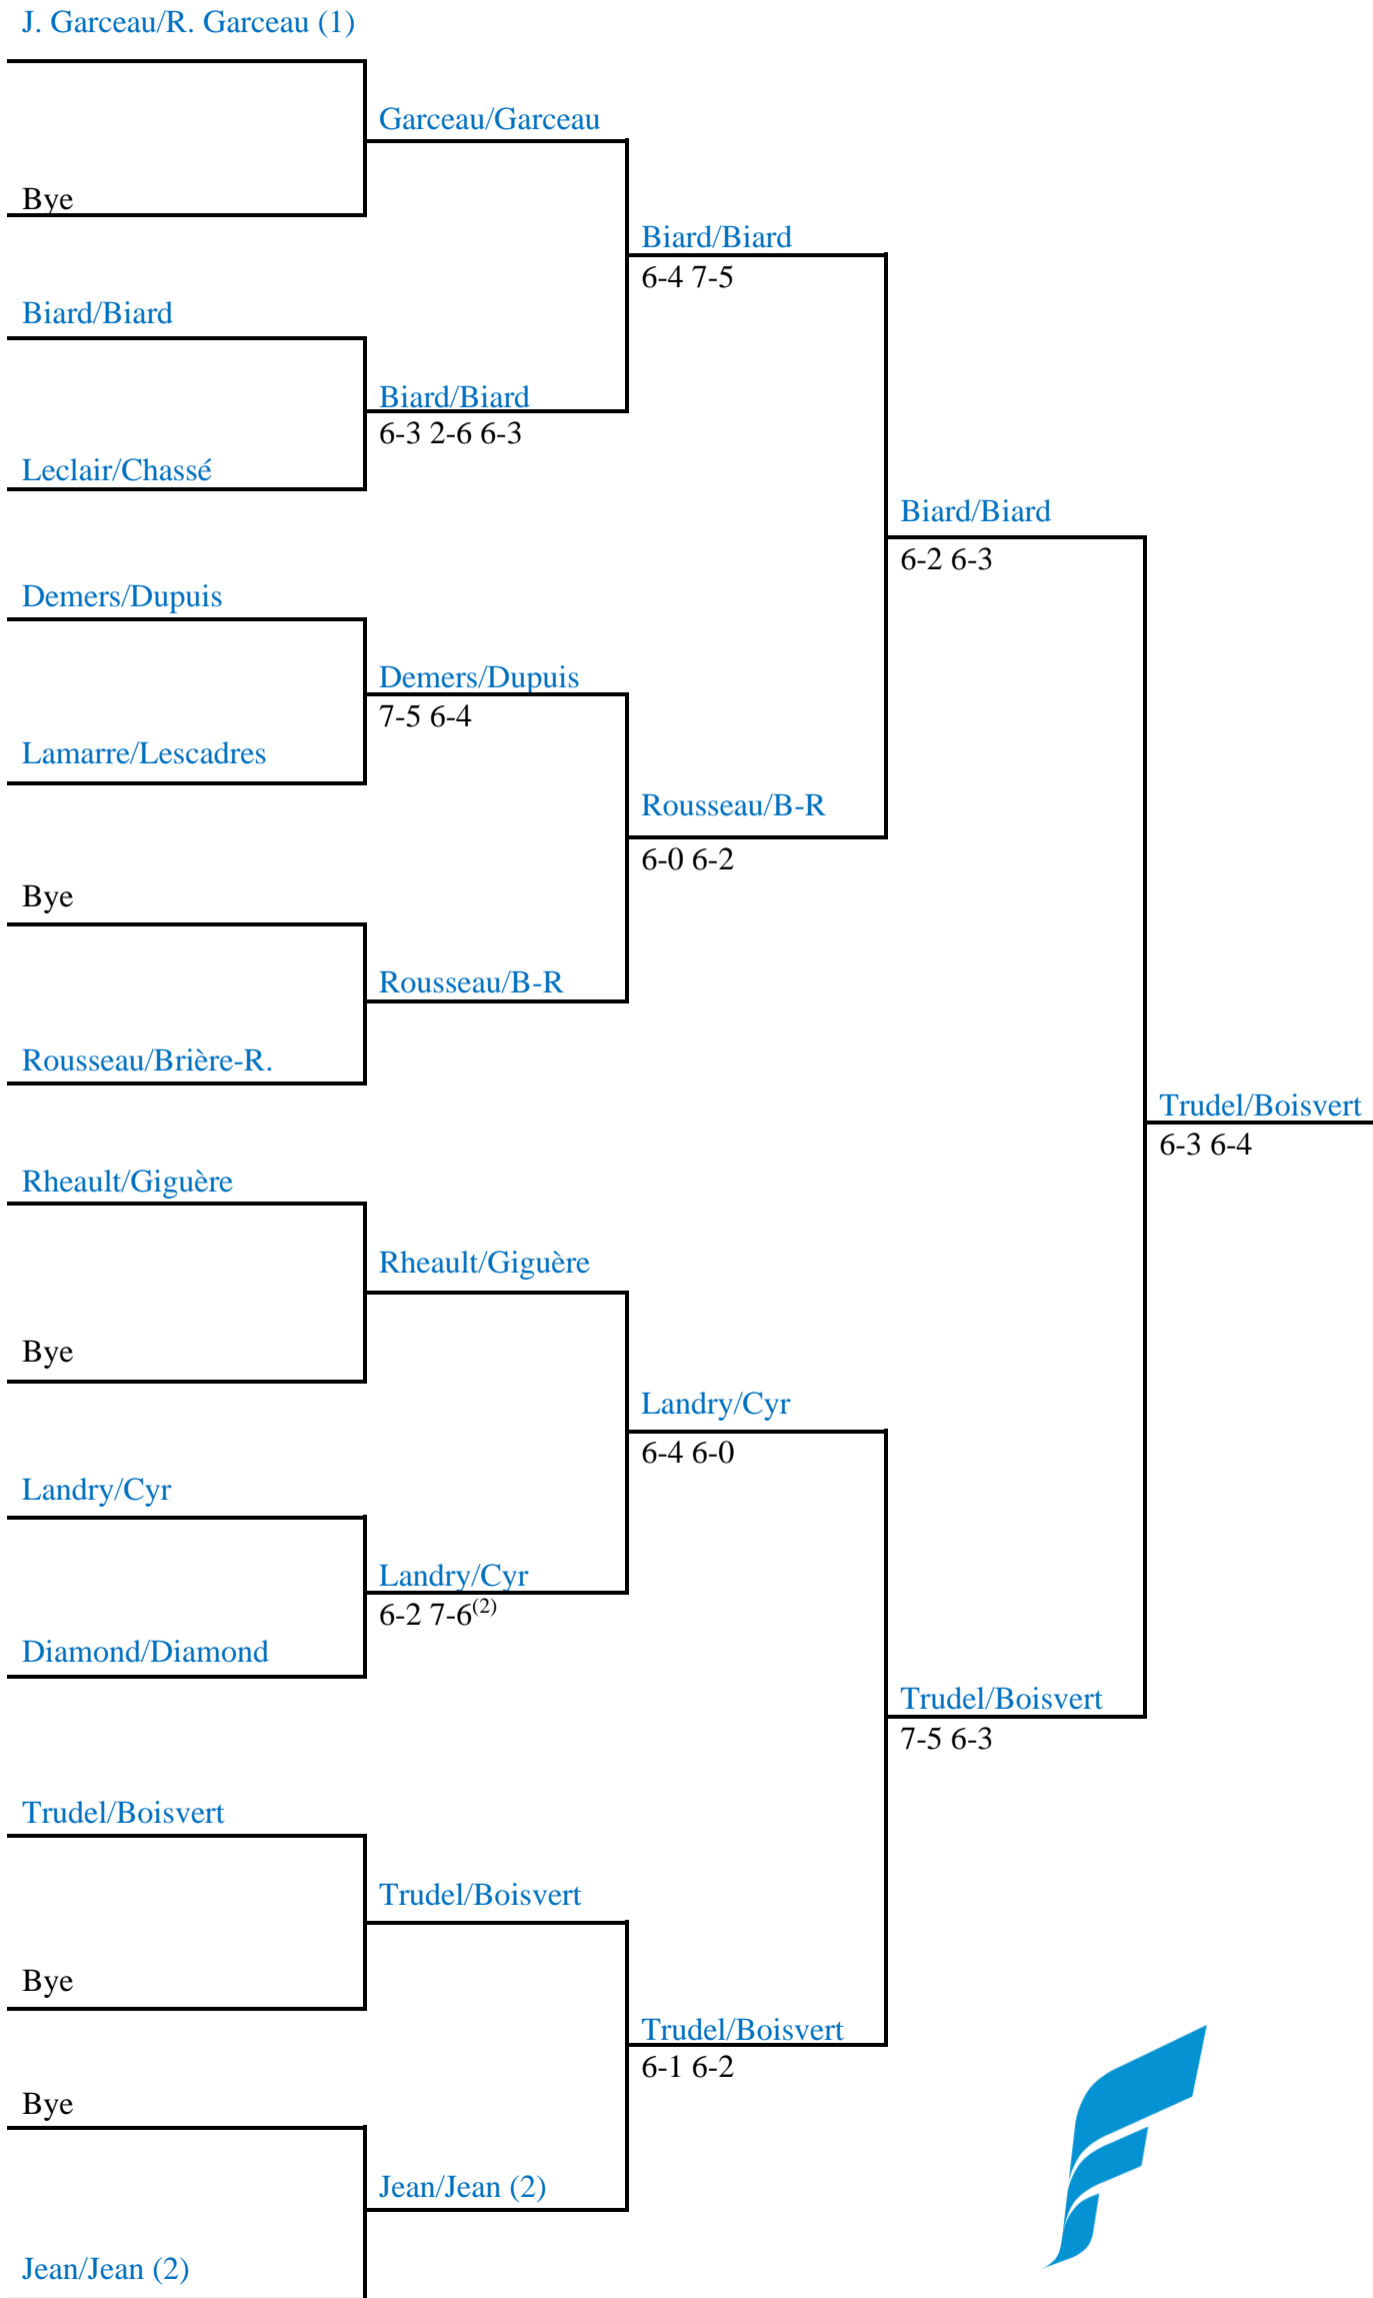 J. Garceau/R. Garceau (1)
Garceau/Garceau
Bye
Biard/Biard
6-4 7-5
Biard/Biard
Biard/Biard
6-3 2-6 6-3
Leclair/Chassé
Biard/Biard
6-2 6-3
Demers/Dupuis
Demers/Dupuis
7-5 6-4
Lamarre/Lescadres
Rousseau/B-R
6-0 6-2
Bye
Rousseau/B-R
Rousseau/Brière-R.
Trudel/Boisvert
6-3 6-4
Rheault/Giguère
Rheault/Giguère
Bye
Landry/Cyr
6-4 6-0
Landry/Cyr
Landry/Cyr
6-2 7-6(2)
Diamond/Diamond
Trudel/Boisvert
7-5 6-3
Trudel/Boisvert
Trudel/Boisvert
Bye
Trudel/Boisvert
6-1 6-2
Bye
Jean/Jean (2)
Jean/Jean (2)